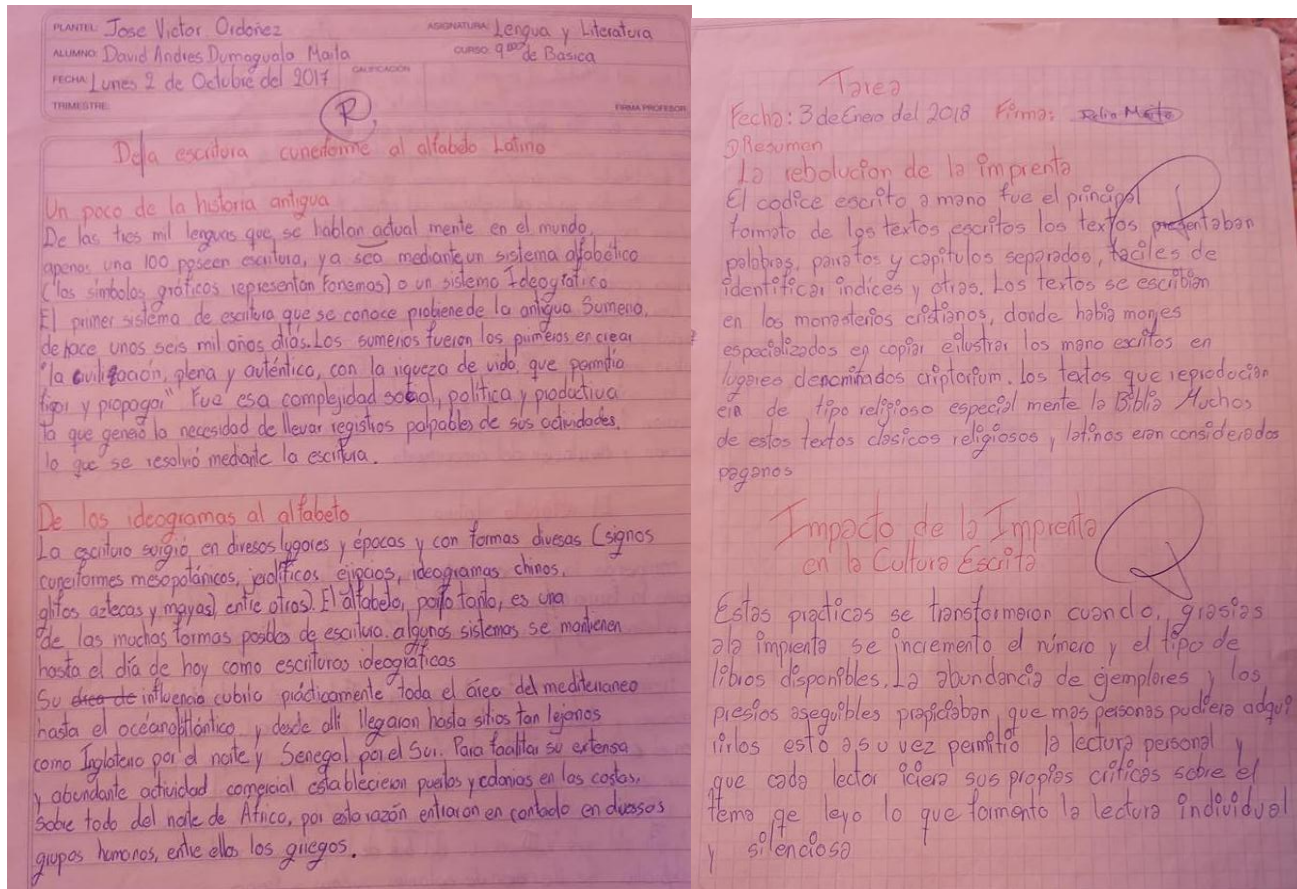 PLANTEL: Jose Victor Ordoñez ASIGNATURA: Lengua y Literatura
ALUMNO: David Andres Dumaguala Maita CURSO: 9no de Basica
FECHA: Lunes 2 de Octubre del 2017 CALIFICACION
TRIMESTRE: FIRMA PROFESOR
R,
De la escritura cuneiforme al alfabeto Latino
Un poco de la historia antigua
De las tres mil lenguas que se hablan actual mente en el mundo,
apenas una 100 poseen escritura, ya sea mediante un sistema alfabético
(los simbolos gráficos representan Fonemas) o un sistema Ideográfico
El primer sistema de escritura que se conoce probiene de la antigua Sumeria,
de hace unos seis mil años atrás. Los sumerios fueron los primeros en crear
"la civilización, plena y auténtica, con la riqueza de vida que permitia
fijar y propagar" Fue esa complejidad social, política y productiva
la que generó la necesidad de llevar registros palpables de sus actividades,
lo que se resolvió mediante la escritura.
De los ideogramas al alfabeto
La escritura surgió en diversos lugares y épocas y con formas divesas (signos
cuneiformes mesopotánicos, jeroliticos ejipcios, ideogramas chinos,
glifos aztecas y mayas) entre otros). El alfabeto, por lo tanto, es una
de las muchas formas posibles de escritura. algunos sistemas se mantienen
hasta el día de hoy como escrituras ideográficas
Su influencia cubrio prácticamente toda el área del mediterraneo
hasta el océano atlántico y desde alli llegaron hasta sitios tan lejanos
como Inglaterra por el norte y Senegal por el Sur. Para facilitar su extensa
y abundante actividad comercial establecieron puertos y colonias en las costas,
sobre todo del norte de África, por esta razón entraron en contacto en diversos
grupos humanos, entre ellos los griegos.
Tarea
Fecha: 3 de Enero del 2018 Firma:
Resumen
La rebolucion de la imprenta
El codice escrito a mano fue el principal
formato de los textos escritos los textos presentaban
palabras, parrafos y capitulos separados, faciles de
identificar indices y otras. Los textos se escribian
en los monasterios cristianos, donde habia monjes
espacializados en copiar e ilustrar los mano escritos en
lugares denominados criptorium. Los textos que reproducian
era de tipo religioso especial mente la Biblia Muchos
de estos textos clasicos religiosos y latinos eran considerados
paganos
Impacto de la Imprenta
en la Cultura Escrita
Estas practicas se transformaron cuando, grasias
ala imprenta se incremento el número y el tipo de
libros disponibles. La abundancia de ejemplares y los
presios asequibles propiciaban, que mas personas pudiera adqui
rirlos esto a su vez permitió la lectura personal y
que cada lector iciera sus propias criticas sobre el
tema qe leyo lo que formento la lectura individual
y silenciosa